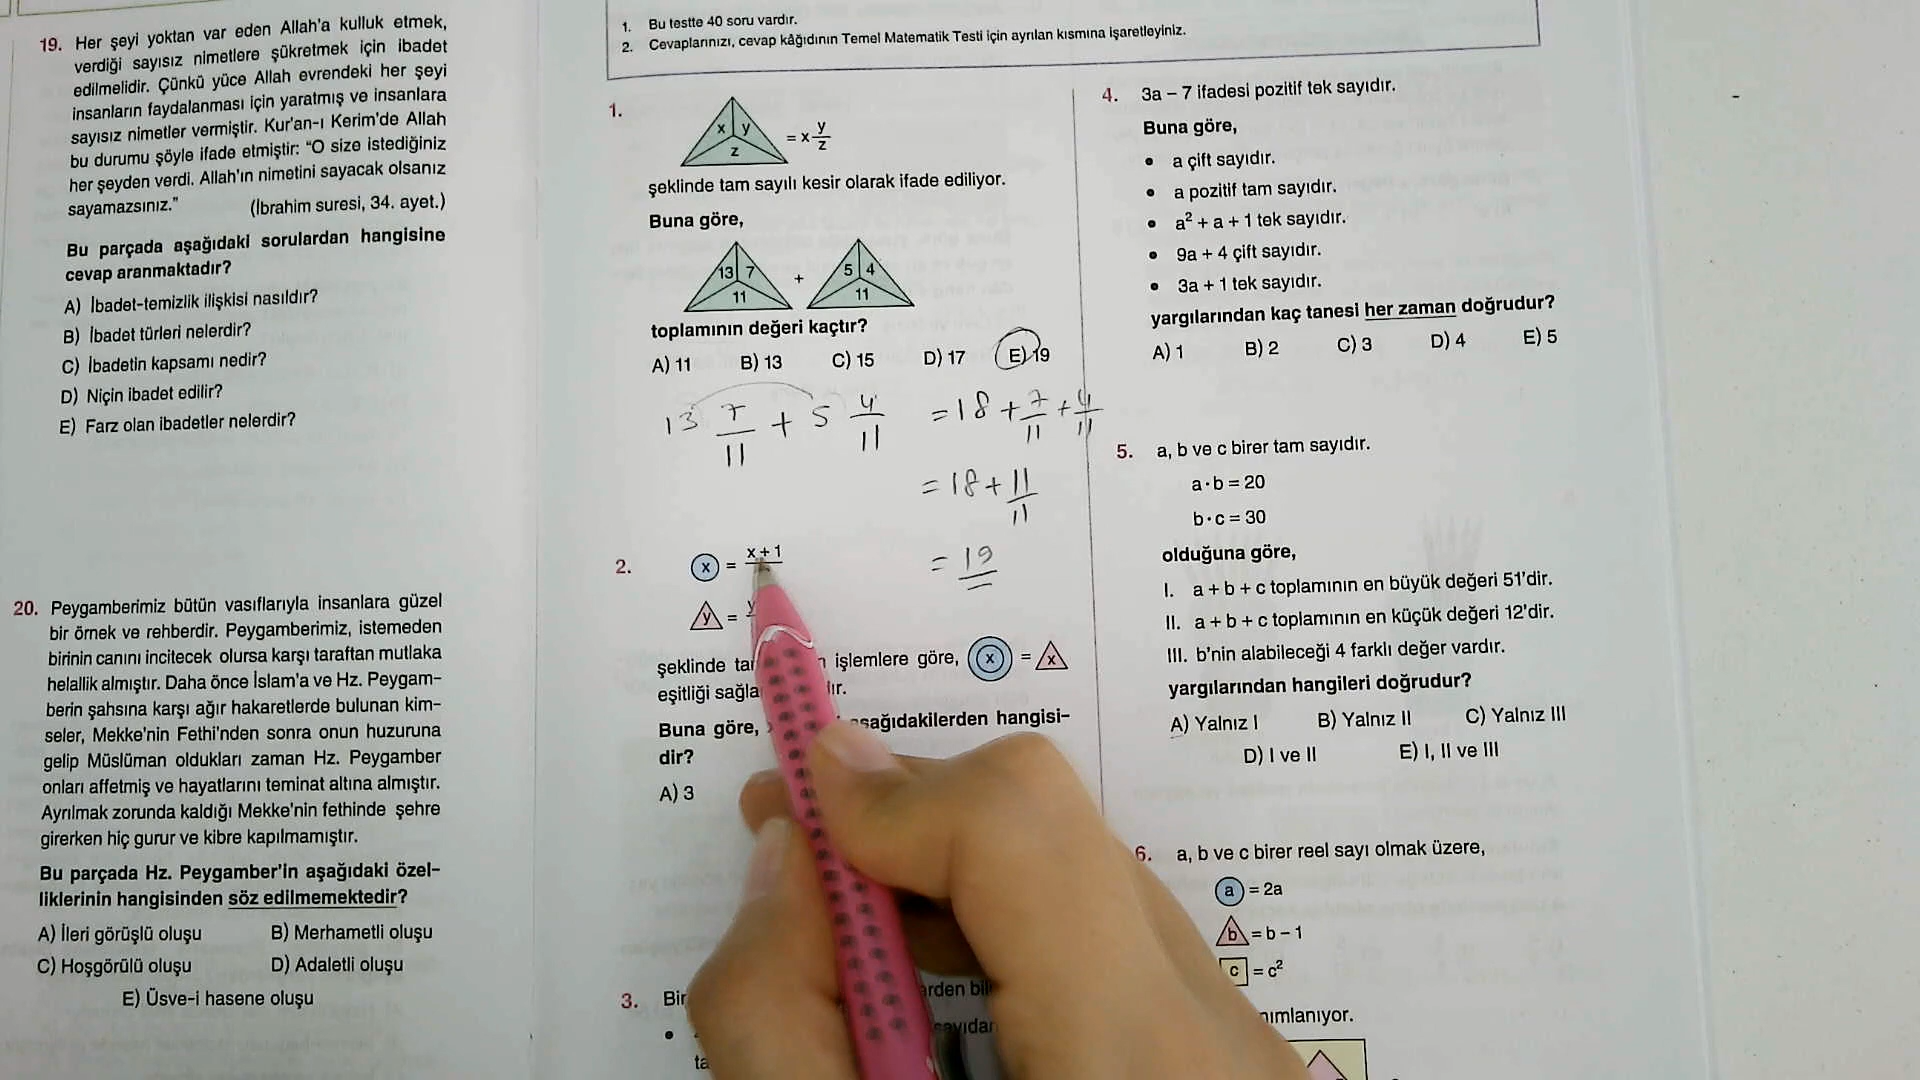 19. Her şeyi yoktan var eden Allah'a kulluk etmek,
verdiği sayısız nimetlere şükretmek için ibadet
edilmelidir. Çünkü yüce Allah evrendeki her şeyi
insanların faydalanması için yaratmış ve insanlara
sayısız nimetler vermiştir. Kur'an-ı Kerim'de Allah
bu durumu şöyle ifade etmiştir: "O size istediğiniz
her şeyden verdi. Allah'ın nimetini sayacak olsanız
sayamazsınız." (İbrahim suresi, 34. ayet.)
Bu parçada aşağıdaki sorulardan hangisine
cevap aranmaktadır?
A) İbadet-temizlik ilişkisi nasıldır?
B) İbadet türleri nelerdir?
C) İbadetin kapsamı nedir?
D) Niçin ibadet edilir?
E) Farz olan ibadetler nelerdir?
20. Peygamberimiz bütün vasıflarıyla insanlara güzel
bir örnek ve rehberdir. Peygamberimiz, istemeden
birinin canını incitecek olursa karşı taraftan mutlaka
helallik almıştır. Daha önce İslam'a ve Hz. Peygam-
berin şahsına karşı ağır hakaretlerde bulunan kim-
seler, Mekke'nin Fethi'nden sonra onun huzuruna
gelip Müslüman oldukları zaman Hz. Peygamber
onları affetmiş ve hayatlarını teminat altına almıştır.
Ayrılmak zorunda kaldığı Mekke'nin fethinde şehre
girerken hiç gurur ve kibre kapılmamıştır.
Bu parçada Hz. Peygamber'in aşağıdaki özel-
liklerinin hangisinden söz edilmemektedir?
A) İleri görüşlü oluşu B) Merhametli oluşu
C) Hoşgörülü oluşu D) Adaletli oluşu
E) Üsve-i hasene oluşu
1. Bu testte 40 soru vardır.
2. Cevaplarınızı, cevap kâğıdının Temel Matematik Testi için ayrılan kısmına işaretleyiniz.
1. x y z = x y/z
şeklinde tam sayılı kesir olarak ifade ediliyor.
Buna göre,
13 7 11 + 5 4 11
toplamının değeri kaçtır?
A) 11 B) 13 C) 15 D) 17 E) 19
13 7/11 + 5 4/11 = 18 + 7/11 + 4/11
= 18 + 11/11
= 19
2. x = x + 1
y = y
şeklinde işlemlere göre, x = x
eşitliği
Buna göre, aşağıdakilerden hangisi-
dir?
A) 3
3. Bir
4. 3a – 7 ifadesi pozitif tek sayıdır.
Buna göre,
• a çift sayıdır.
• a pozitif tam sayıdır.
• a² + a + 1 tek sayıdır.
• 9a + 4 çift sayıdır.
• 3a + 1 tek sayıdır.
yargılarından kaç tanesi her zaman doğrudur?
A) 1 B) 2 C) 3 D) 4 E) 5
5. a, b ve c birer tam sayıdır.
a·b = 20
b·c = 30
olduğuna göre,
I. a + b + c toplamının en büyük değeri 51'dir.
II. a + b + c toplamının en küçük değeri 12'dir.
III. b'nin alabileceği 4 farklı değer vardır.
yargılarından hangileri doğrudur?
A) Yalnız I B) Yalnız II C) Yalnız III
D) I ve II E) I, II ve III
6. a, b ve c birer reel sayı olmak üzere,
a = 2a
b = b – 1
c = c²